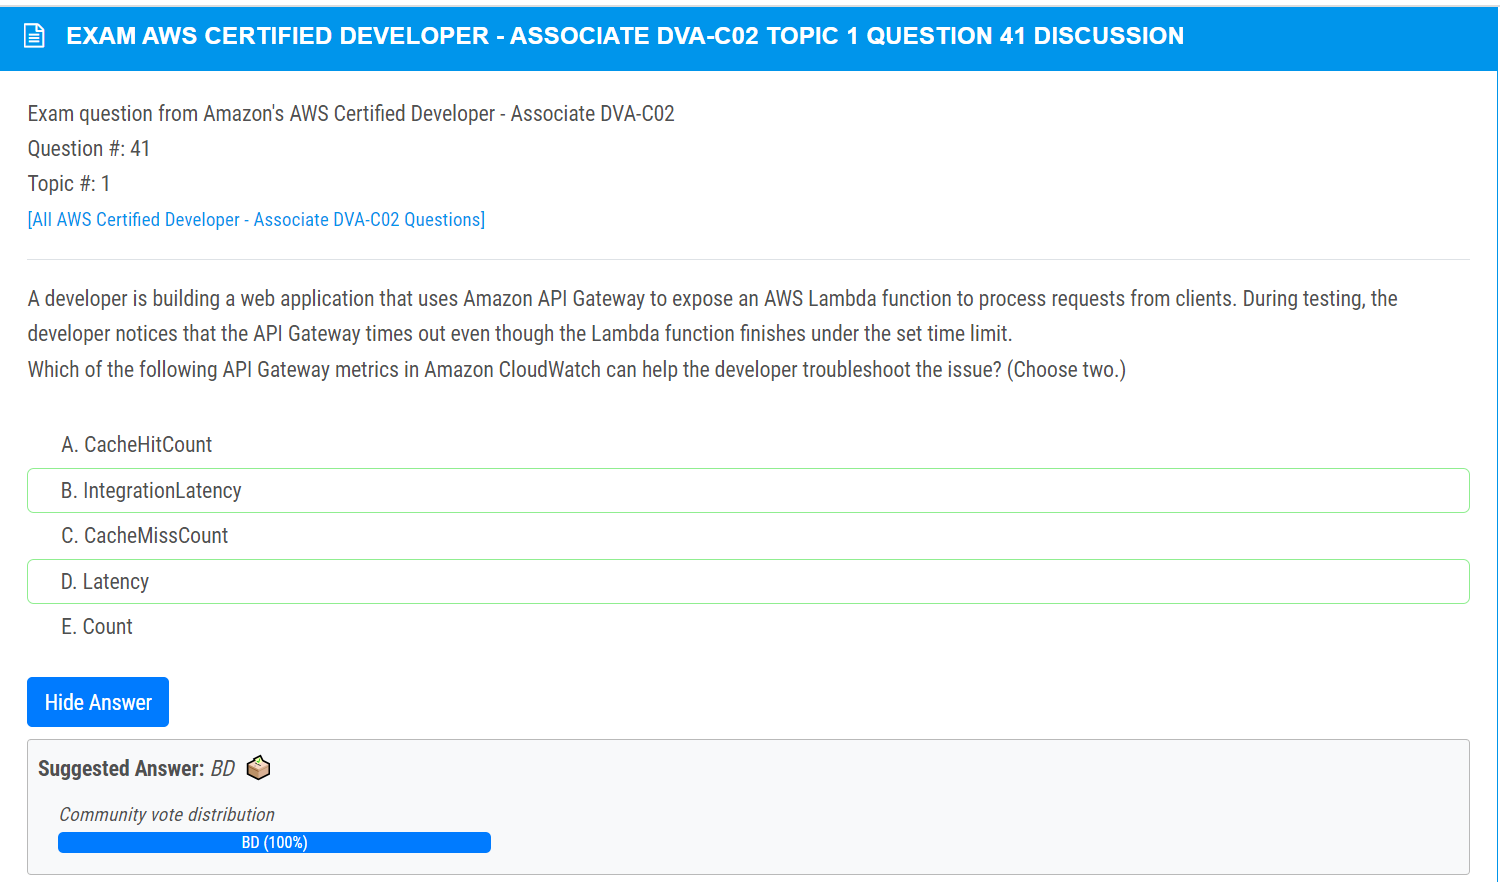 EXAM AWS CERTIFIED DEVELOPER - ASSOCIATE DVA-C02 TOPIC 1 QUESTION 41 DISCUSSION
Exam question from Amazon's AWS Certified Developer - Associate DVA-C02
Question #: 41
Topic #: 1
[All AWS Certified Developer - Associate DVA-C02 Questions]
A developer is building a web application that uses Amazon API Gateway to expose an AWS Lambda function to process requests from clients. During testing, the
developer notices that the API Gateway times out even though the Lambda function finishes under the set time limit.
Which of the following API Gateway metrics in Amazon CloudWatch can help the developer troubleshoot the issue? (Choose two.)
A. CacheHitCount
B. IntegrationLatency
C. CacheMissCount
D. Latency
E. Count
Hide Answer
Suggested Answer: BD
Community vote distribution
BD (100%)